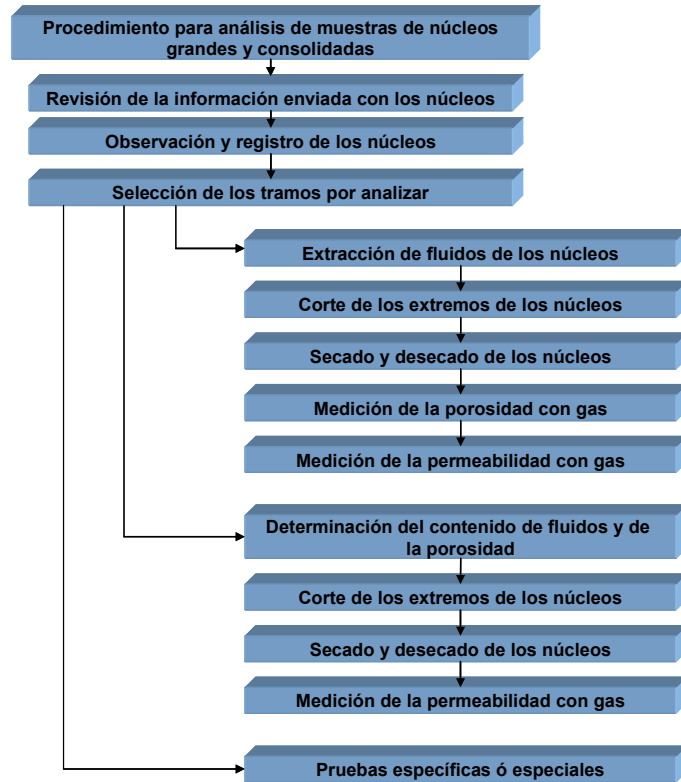 Procedimiento para análisis de muestras de núcleos
grandes y consolidadas
Revisión de la información enviada con los núcleos
Observación y registro de los núcleos
Selección de los tramos por analizar
Extracción de fluidos de los núcleos
Corte de los extremos de los núcleos
Secado y desecado de los núcleos
Medición de la porosidad con gas
Medición de la permeabilidad con gas
Determinación del contenido de fluidos y de
la porosidad
Corte de los extremos de los núcleos
Secado y desecado de los núcleos
Medición de la permeabilidad con gas
Pruebas específicas ó especiales